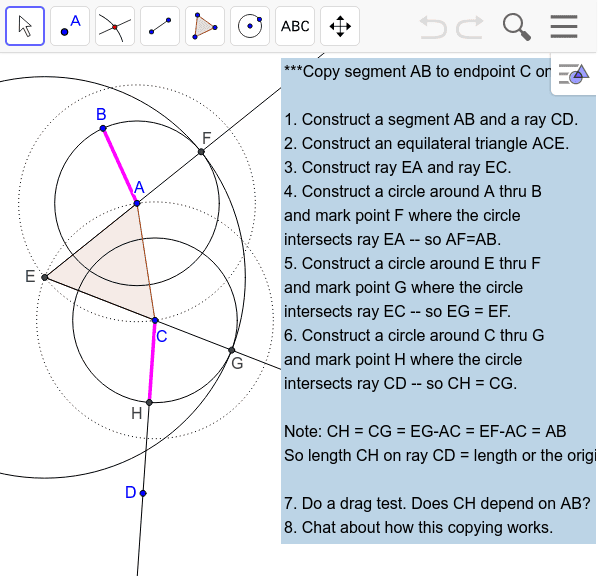 A
ABC
***Copy segment AB to endpoint C on
1. Construct a segment AB and a ray CD.
2. Construct an equilateral triangle ACE.
3. Construct ray EA and ray EC.
4. Construct a circle around A thru B
and mark point F where the circle
intersects ray EA -- so AF=AB.
5. Construct a circle around E thru F
and mark point G where the circle
intersects ray EC -- so EG = EF.
6. Construct a circle around C thru G
and mark point H where the circle
intersects ray CD -- so CH = CG.
Note: CH = CG = EG-AC = EF-AC = AB
So length CH on ray CD = length or the origi
7. Do a drag test. Does CH depend on AB?
8. Chat about how this copying works.
B
F
A
E
C
G
H
D